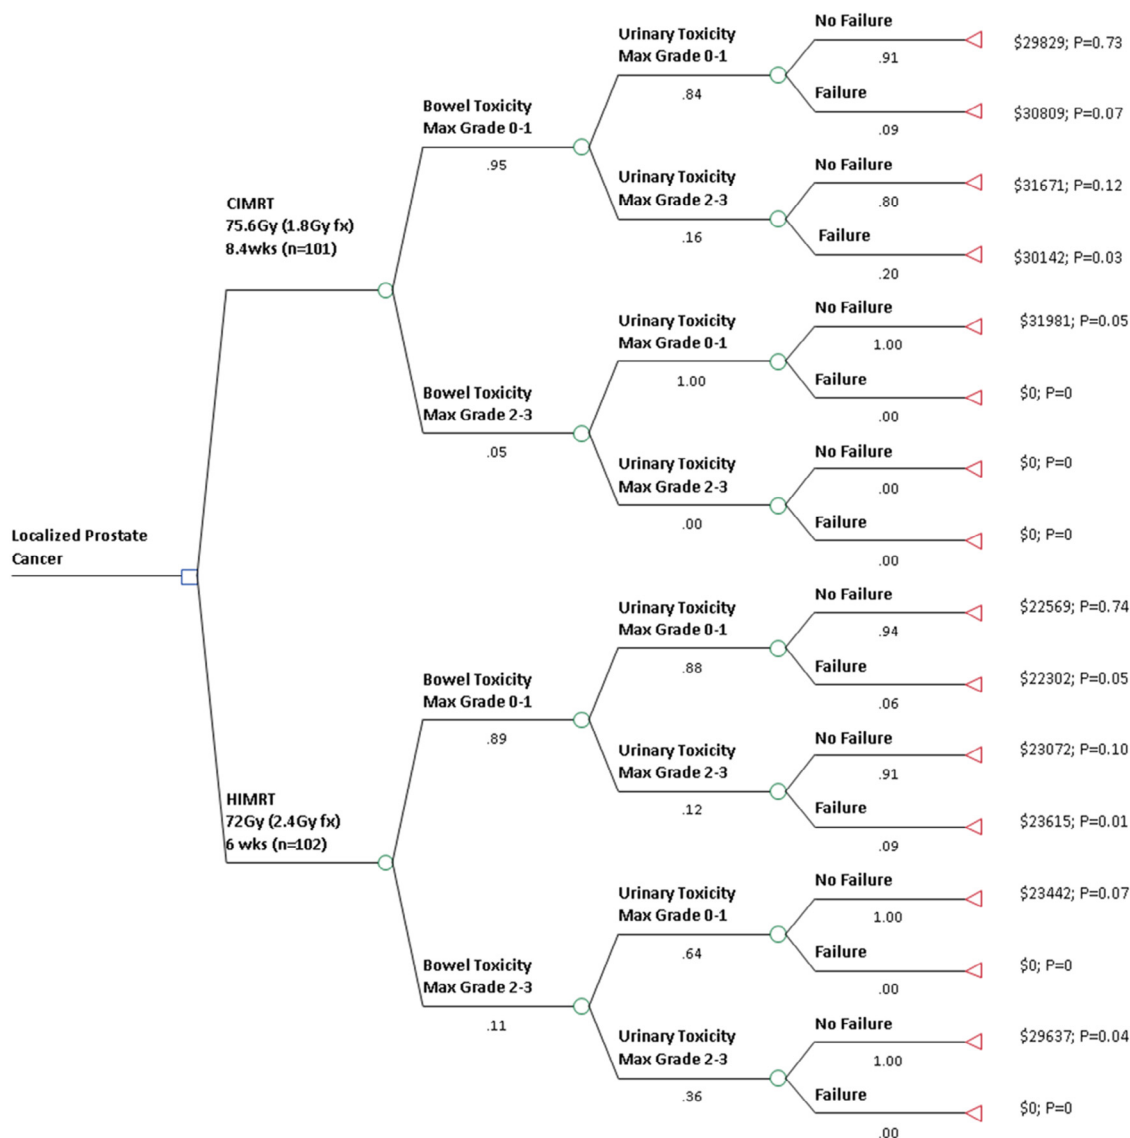 No Failure
Urinary Toxicity
Max Grade 0-1
.91
$29829; P=0.73
.84
Failure
.09
$30809; P=0.07
Bowel Toxicity
Max Grade 0-1
.95
Urinary Toxicity
Max Grade 2-3
.16
No Failure
.80
$31671; P=0.12
Failure
.20
$30142; P=0.03
CIMRT
75.6Gy (1.8Gy fx)
8.4wks (n=101)
Urinary Toxicity
Max Grade 0-1
1.00
No Failure
1.00
$31981; P=0.05
Failure
.00
$0; P=0
Bowel Toxicity
Max Grade 2-3
.05
Urinary Toxicity
Max Grade 2-3
.00
No Failure
.00
$0; P=0
Failure
.00
$0; P=0
Localized Prostate
Cancer
Urinary Toxicity
Max Grade 0-1
.88
No Failure
.94
$22569; P=0.74
Failure
.06
$22302; P=0.05
Bowel Toxicity
Max Grade 0-1
.89
Urinary Toxicity
Max Grade 2-3
.12
No Failure
.91
$23072; P=0.10
Failure
.09
$23615; P=0.01
HIMRT
72Gy (2.4Gy fx)
6 wks (n=102)
Urinary Toxicity
Max Grade 0-1
.64
No Failure
1.00
$23442; P=0.07
Failure
.00
$0; P=0
Bowel Toxicity
Max Grade 2-3
.11
Urinary Toxicity
Max Grade 2-3
.36
No Failure
1.00
$29637; P=0.04
Failure
.00
$0; P=0